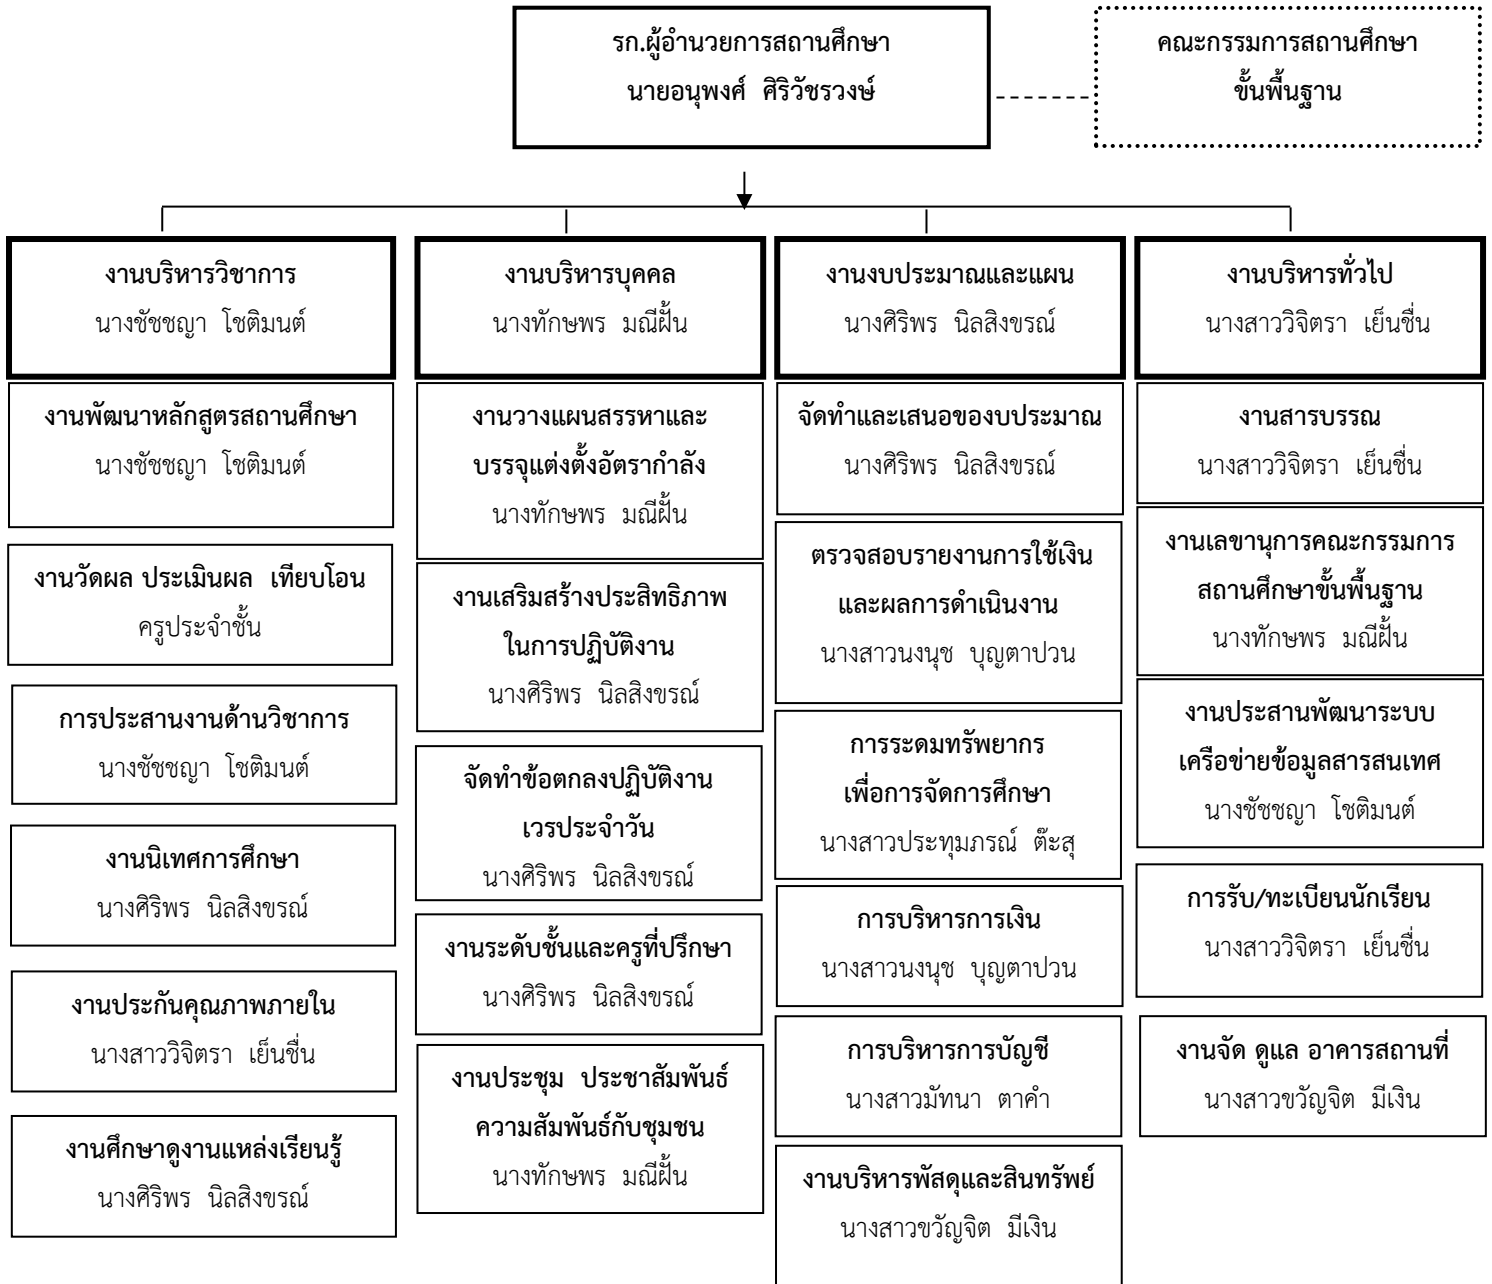 รก.ผู้อำนวยการสถานศึกษา
นายอนุพงศ์ ศิริวัชรวงษ์
คณะกรรมการสถานศึกษา
ขั้นพื้นฐาน
งานบริหารวิชาการ
นางชัชชญา โชติมนต์
งานพัฒนาหลักสูตรสถานศึกษา
นางชัชชญา โชติมนต์
งานวัดผล ประเมินผล เทียบโอน
ครูประจำชั้น
การประสานงานด้านวิชาการ
นางชัชชญา โชติมนต์
งานนิเทศการศึกษา
นางศิริพร นิลสิงขรณ์
งานประกันคุณภาพภายใน
นางสาววิจิตรา เย็นชื่น
งานศึกษาดูงานแหล่งเรียนรู้
นางศิริพร นิลสิงขรณ์
งานบริหารบุคคล
นางทักษพร มณีฝั้น
งานวางแผนสรรหาและ
บรรจุแต่งตั้งอัตรากำลัง
นางทักษพร มณีฝั้น
งานเสริมสร้างประสิทธิภาพ
ในการปฏิบัติงาน
นางศิริพร นิลสิงขรณ์
จัดทำข้อตกลงปฏิบัติงาน
เวรประจำวัน
นางศิริพร นิลสิงขรณ์
งานระดับชั้นและครูที่ปรึกษา
นางศิริพร นิลสิงขรณ์
งานประชุม ประชาสัมพันธ์
ความสัมพันธ์กับชุมชน
นางทักษพร มณีฝั้น
งานงบประมาณและแผน
นางศิริพร นิลสิงขรณ์
จัดทำและเสนอของบประมาณ
นางศิริพร นิลสิงขรณ์
ตรวจสอบรายงานการใช้เงิน
และผลการดำเนินงาน
นางสาวนงนุช บุญตาปวน
การระดมทรัพยากร
เพื่อการจัดการศึกษา
นางสาวประทุมภรณ์ ต๊ะสุ
การบริหารการเงิน
นางสาวนงนุช บุญตาปวน
การบริหารการบัญชี
นางสาวมัทนา ตาคำ
งานบริหารพัสดุและสินทรัพย์
นางสาวขวัญจิต มีเงิน
งานบริหารทั่วไป
นางสาววิจิตรา เย็นชื่น
งานสารบรรณ
นางสาววิจิตรา เย็นชื่น
งานเลขานุการคณะกรรมการ
สถานศึกษาขั้นพื้นฐาน
นางทักษพร มณีฝั้น
งานประสานพัฒนาระบบ
เครือข่ายข้อมูลสารสนเทศ
นางชัชชญา โชติมนต์
การรับ/ทะเบียนนักเรียน
นางสาววิจิตรา เย็นชื่น
งานจัด ดูแล อาคารสถานที่
นางสาวขวัญจิต มีเงิน